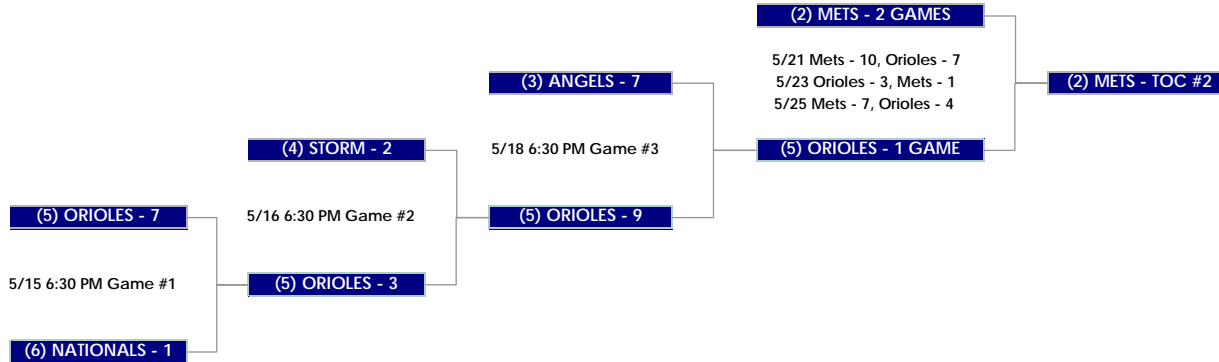 (2) METS - 2 GAMES
5/21 Mets - 10, Orioles - 7
5/23 Orioles - 3, Mets - 1
5/25 Mets - 7, Orioles - 4
(3) ANGELS - 7
(2) METS - TOC #2
(4) STORM - 2
5/18 6:30 PM Game #3
(5) ORIOLES - 1 GAME
(5) ORIOLES - 7
5/16 6:30 PM Game #2
(5) ORIOLES - 9
5/15 6:30 PM Game #1
(5) ORIOLES - 3
(6) NATIONALS - 1